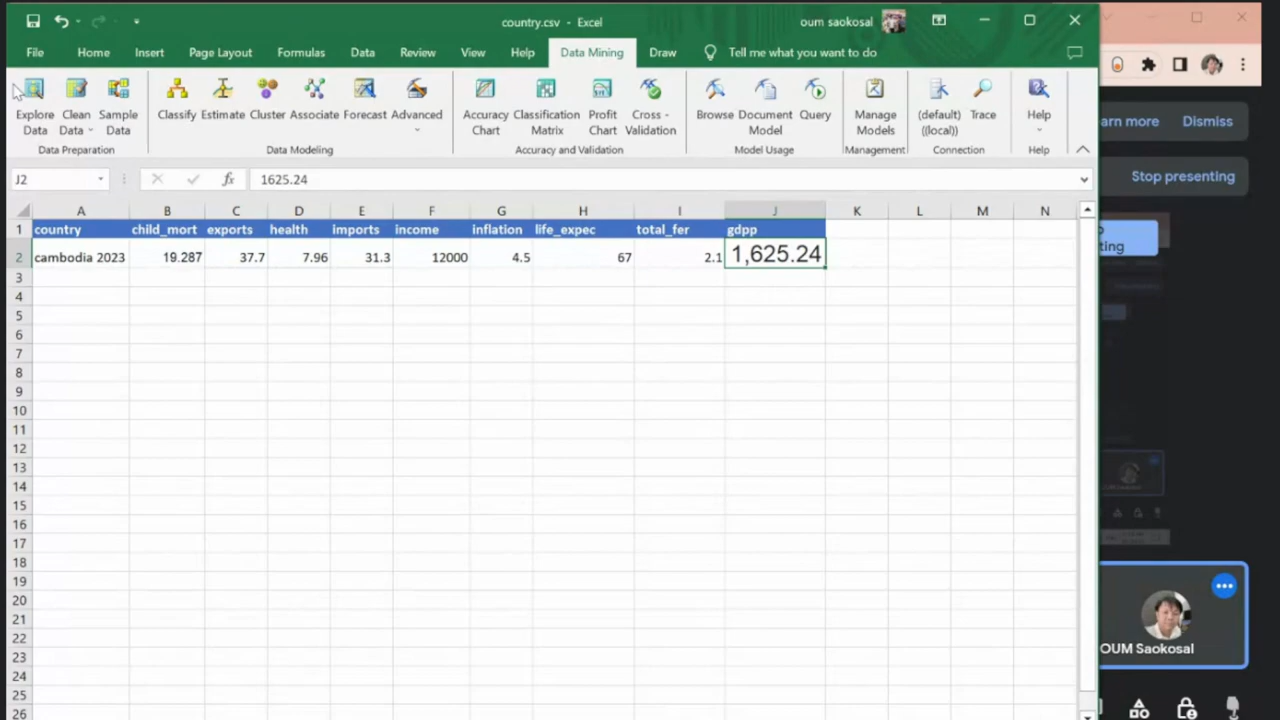 country.csv - Excel
oum saokosal
File Home Insert Page Layout Formulas Data Review View Help Data Mining Draw Tell me what you want to do
Explore Data
Clean Data
Sample Data
Data Preparation
Classify Estimate Cluster Associate Forecast Advanced
Data Modeling
Accuracy Chart
Classification Matrix
Profit Chart
Cross - Validation
Accuracy and Validation
Browse
Document Model
Query
Model Usage
Manage Models
Management
(default) ((local))
Trace
Connection
Help
Help
J2 fx 1625.24
A B C D E F G H I J K L M N
1 country child_mort exports health imports income inflation life_expec total_fer gdpp
2 cambodia 2023 19.287 37.7 7.96 31.3 12000 4.5 67 2.1 1,625.24
3
4
5
6
7
8
9
10
11
12
13
14
15
16
17
18
19
20
21
22
23
24
25
26
arn more Dismiss
Stop presenting
ting
OUM Saokosal